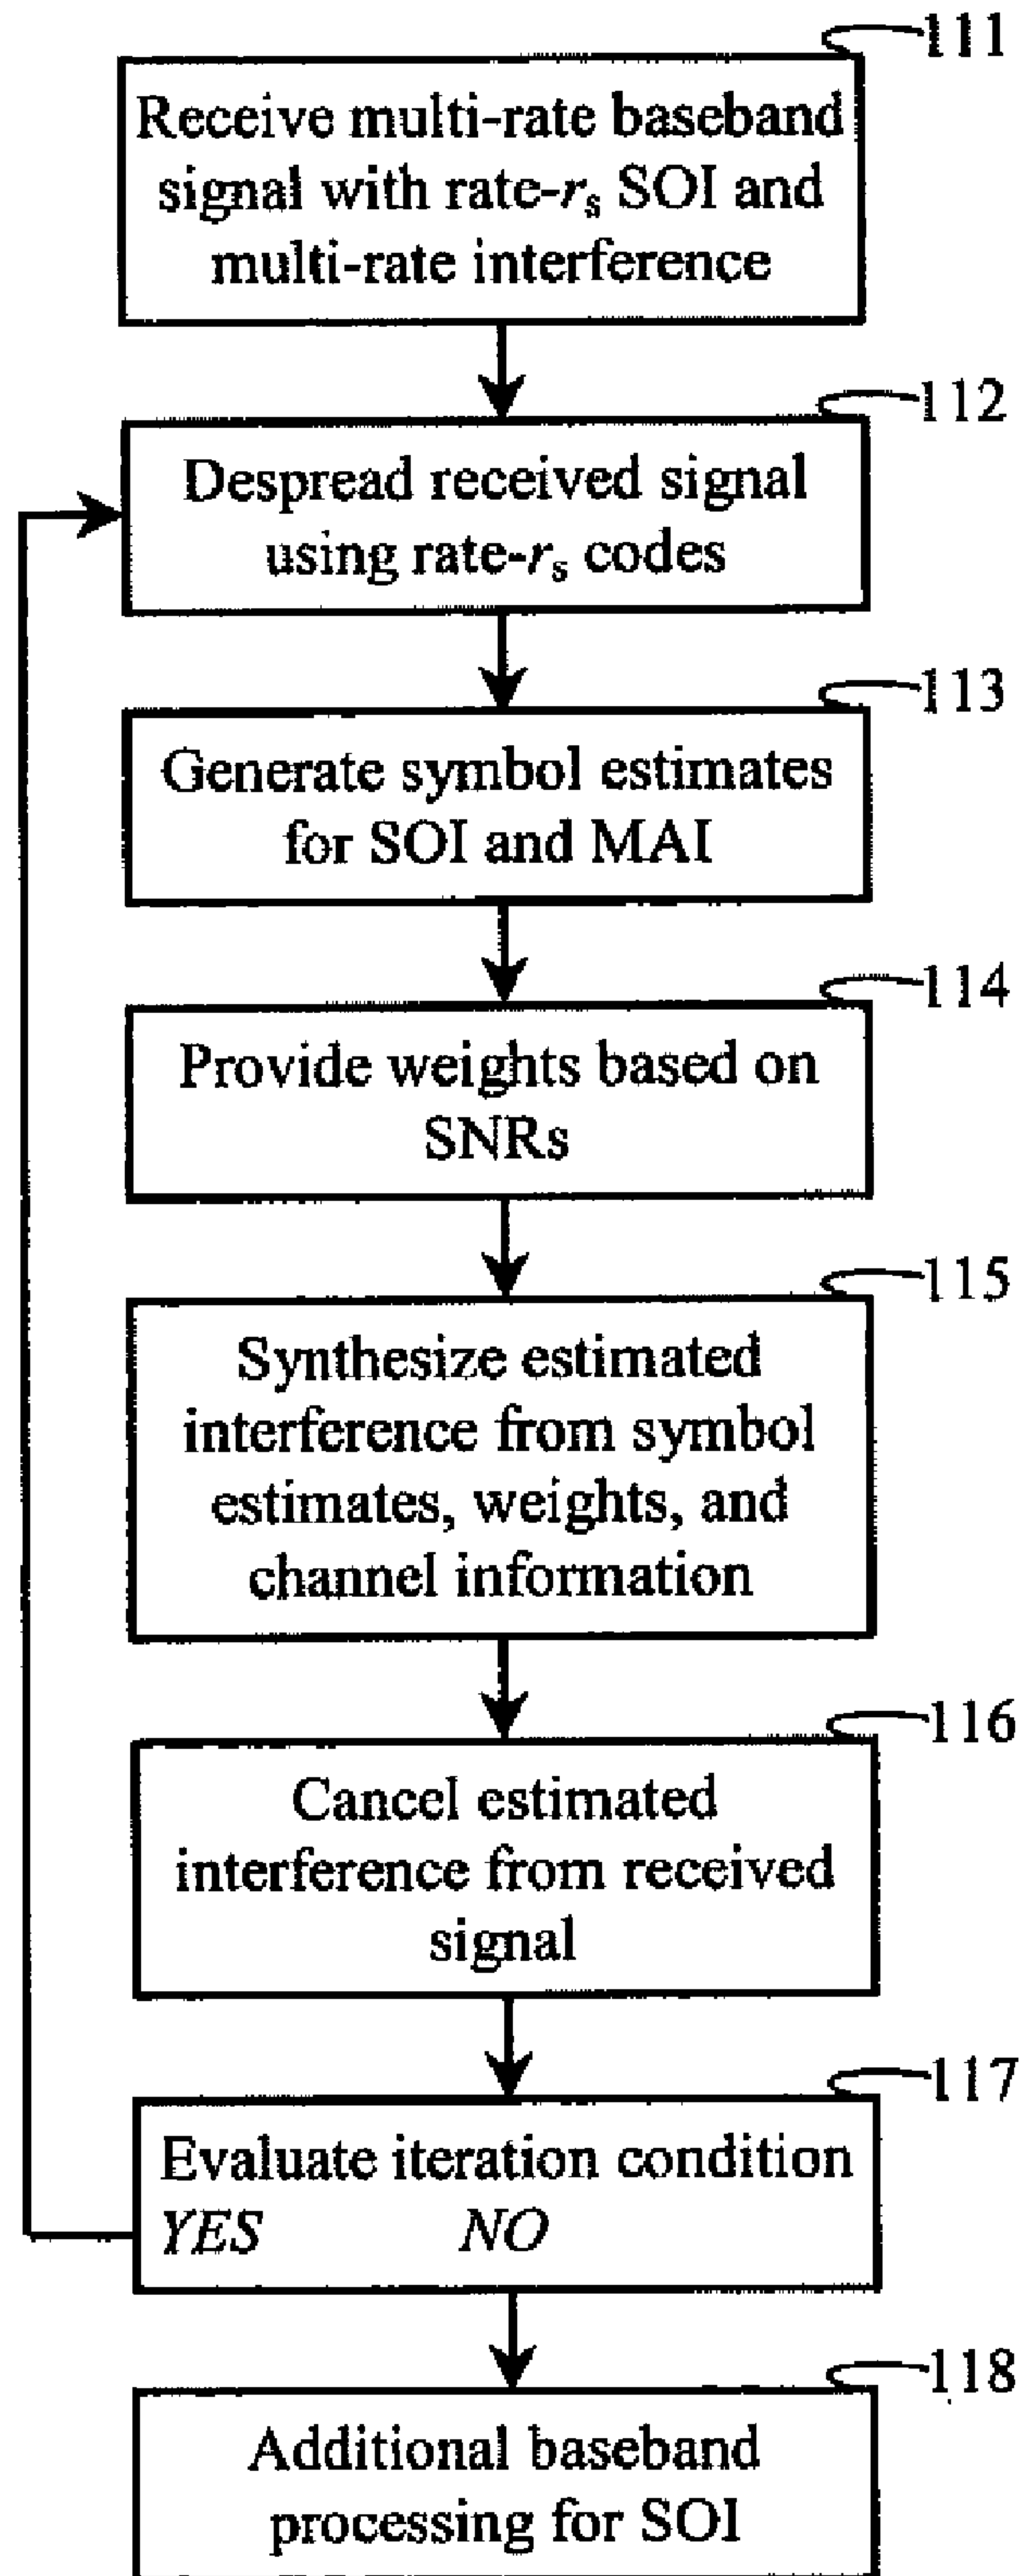 111
Receive multi-rate baseband
signal with rate-rs SOI and
multi-rate interference
112
Despread received signal
using rate-rs codes
113
Generate symbol estimates
for SOI and MAI
114
Provide weights based on
SNRs
115
Synthesize estimated
interference from symbol
estimates, weights, and
channel information
116
Cancel estimated
interference from received
signal
117
Evaluate iteration condition
YES NO
118
Additional baseband
processing for SOI